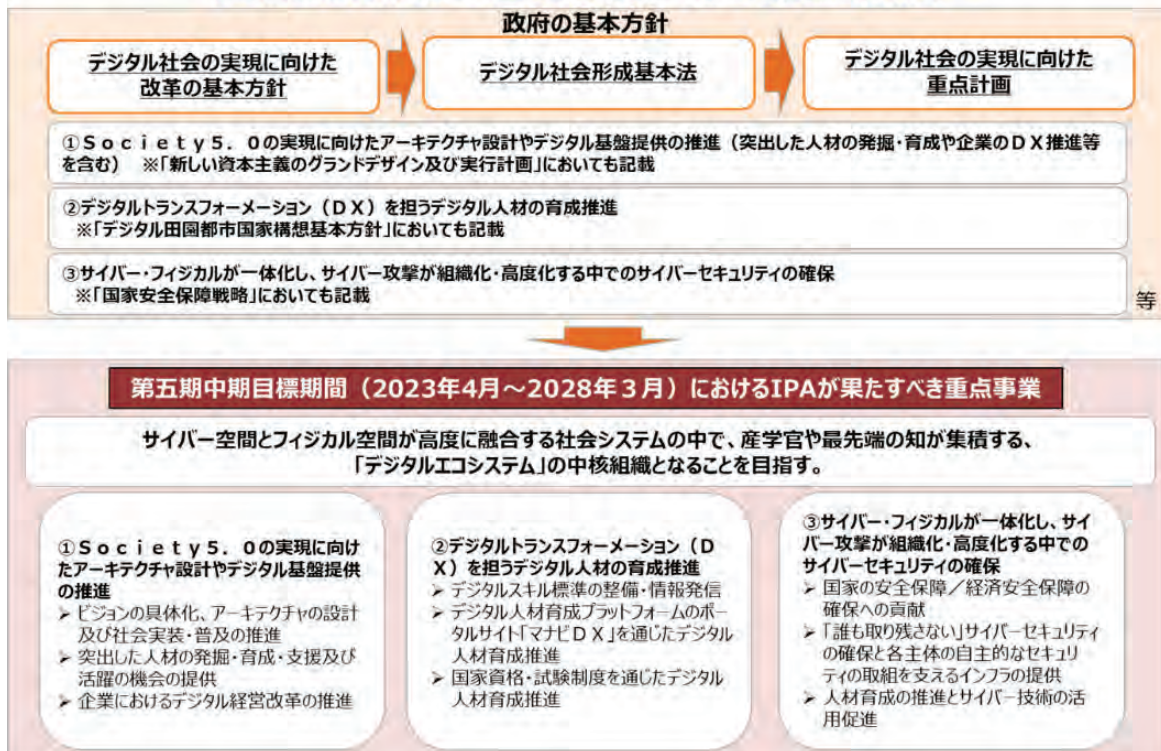 政府の基本方針
デジタル社会の実現に向けた
改革の基本方針
デジタル社会形成基本法
デジタル社会の実現に向けた
重点計画
①Ｓｏｃｉｅｔｙ５．０の実現に向けたアーキテクチャ設計やデジタル基盤提供の推進（突出した人材の発掘・育成や企業のＤＸ推進等
を含む）　※「新しい資本主義のグランドデザイン及び実行計画」においても記載
②デジタルトランスフォーメーション（ＤＸ）を担うデジタル人材の育成推進
※「デジタル田園都市国家構想基本方針」においても記載
③サイバー・フィジカルが一体化し、サイバー攻撃が組織化・高度化する中でのサイバーセキュリティの確保
※「国家安全保障戦略」においても記載
等
第五期中期目標期間（2023年4月～2028年３月）におけるIPAが果たすべき重点事業
サイバー空間とフィジカル空間が高度に融合する社会システムの中で、産学官や最先端の知が集積する、
「デジタルエコシステム」の中核組織となることを目指す。
①Ｓｏｃｉｅｔｙ５．０の実現に向け
たアーキテクチャ設計やデジタル基盤提供
の推進
➢ ビジョンの具体化、アーキテクチャの設計
及び社会実装・普及の推進
➢ 突出した人材の発掘・育成・支援及び
活躍の機会の提供
➢ 企業におけるデジタル経営改革の推進
②デジタルトランスフォーメーション（Ｄ
Ｘ）を担うデジタル人材の育成推進
➢ デジタルスキル標準の整備・情報発信
➢ デジタル人材育成プラットフォームのポー
タルサイト「マナビＤＸ」を通じたデジタル
人材育成推進
➢ 国家資格・試験制度を通じたデジタル
人材育成推進
③サイバー・フィジカルが一体化し、サイ
バー攻撃が組織化・高度化する中での
サイバーセキュリティの確保
➢ 国家の安全保障／経済安全保障の
確保への貢献
➢ 「誰も取り残さない」サイバーセキュリティ
の確保と各主体の自主的なセキュリ
ティの取組を支えるインフラの提供
➢ 人材育成の推進とサイバー技術の活
用促進